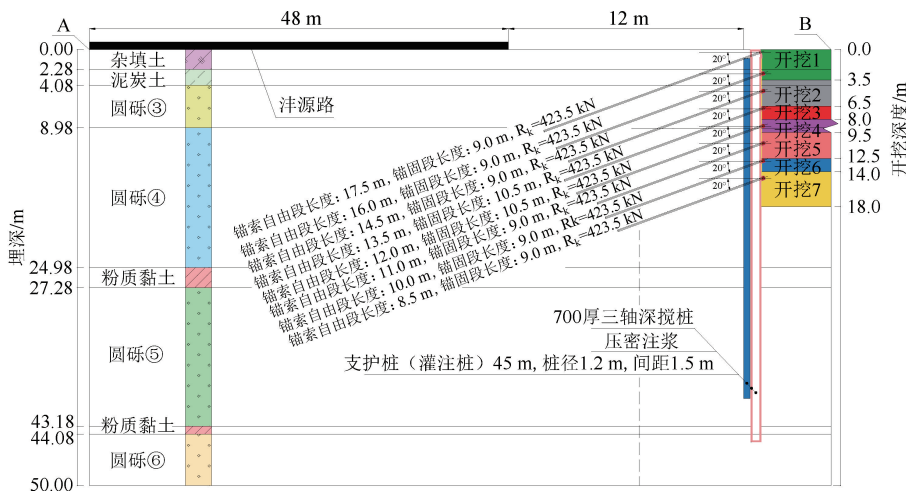 A
48 m
12 m
B
0.00
2.28
4.08
8.98
24.98
27.28
43.18
44.08
50.00
埋深/m
杂填土
泥炭土
圆砾③
圆砾④
粉质黏土
圆砾⑤
粉质黏土
圆砾⑥
沣源路
锚索自由段长度: 17.5 m, 锚固段长度: 9.0 m, Rk=423.5 kN
锚索自由段长度: 16.0 m, 锚固段长度: 9.0 m, Rk=423.5 kN
锚索自由段长度: 14.5 m, 锚固段长度: 9.0 m, Rk=423.5 kN
锚索自由段长度: 13.5 m, 锚固段长度: 10.5 m, Rk=423.5 kN
锚索自由段长度: 12.0 m, 锚固段长度: 10.5 m, Rk=423.5 kN
锚索自由段长度: 11.0 m, 锚固段长度: 9.0 m, Rk=423.5 kN
锚索自由段长度: 10.0 m, 锚固段长度: 9.0 m, Rk=423.5 kN
锚索自由段长度: 8.5 m, 锚固段长度: 9.0 m, Rk=423.5 kN
20°
20°
20°
20°
20°
20°
20°
20°
开挖1
开挖2
开挖3
开挖4
开挖5
开挖6
开挖7
0.0
3.5
6.5
8.0
9.5
12.5
14.0
18.0
开挖深度/m
700厚三轴深搅桩
压密注浆
支护桩（灌注桩）45 m, 桩径1.2 m, 间距1.5 m